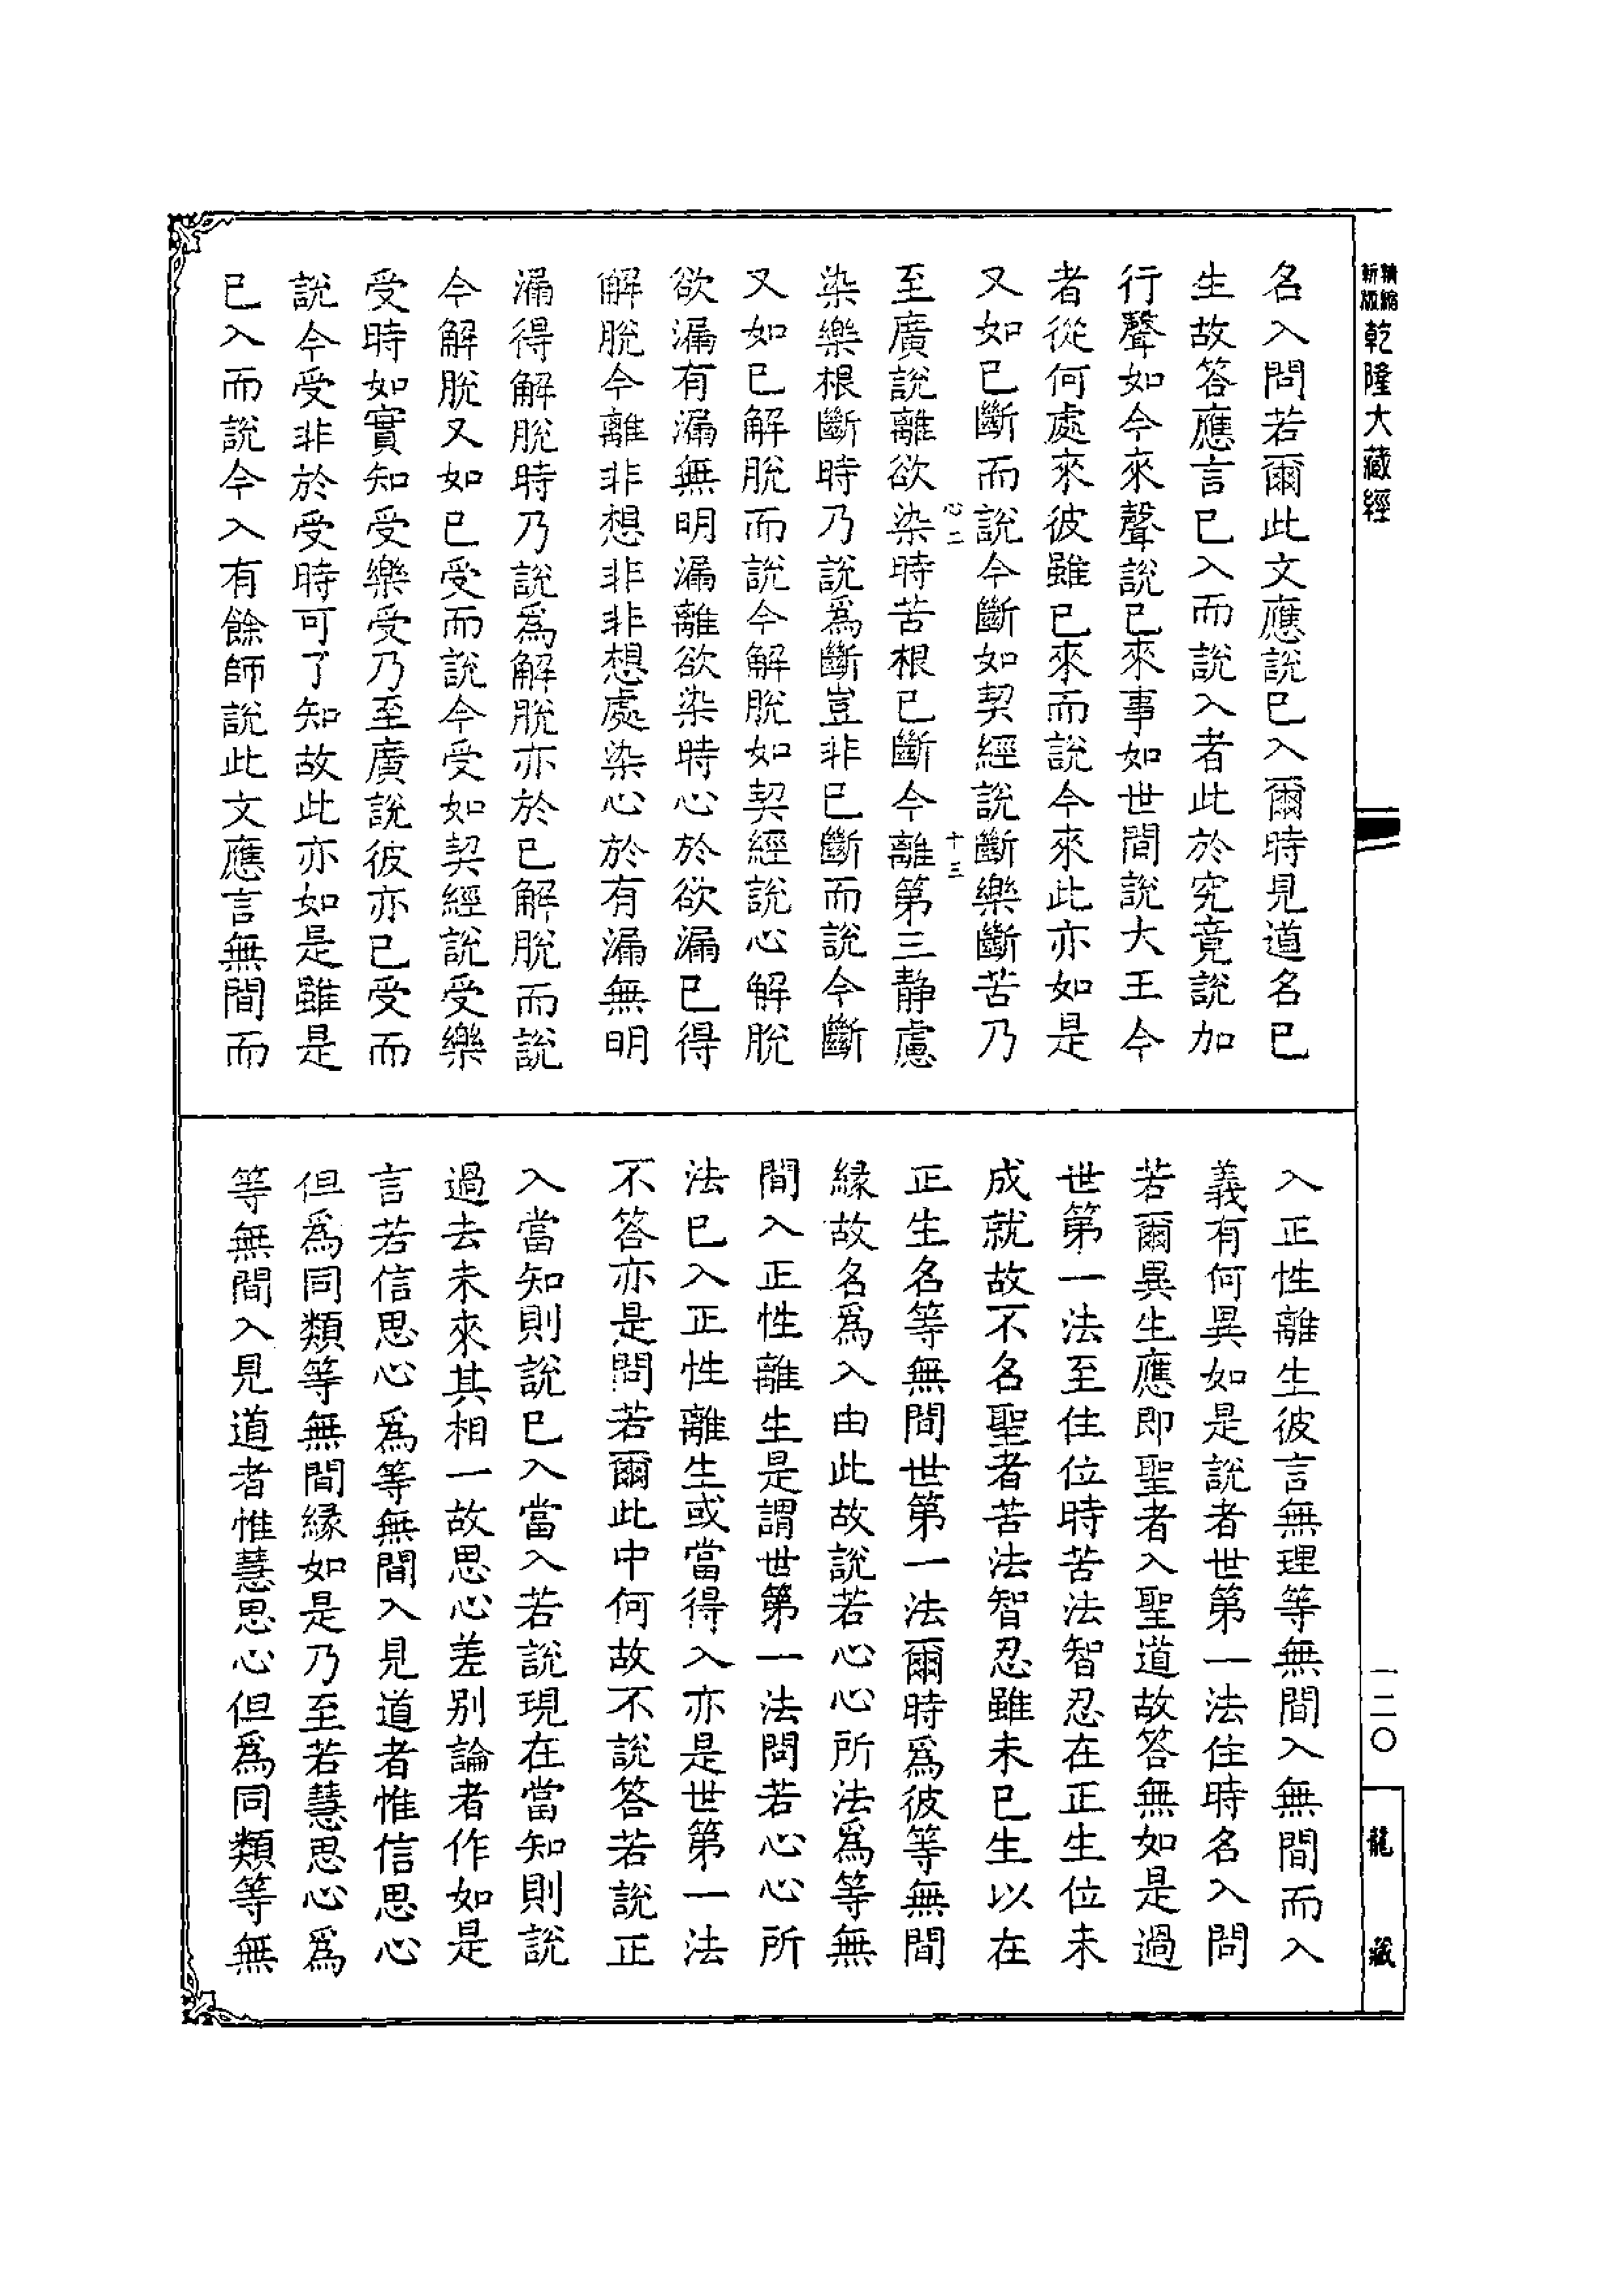 精縮
新版
乾隆大藏經
名入問若爾此文應說已入爾時見道名已
生故答應言已入而說入者此於究竟說加
行聲如今來聲說已來事如世間說大王今
者從何處來彼雖已來而說今來此亦如是
又如已斷而說今斷如契經說斷樂斷苦乃
心二
十三
至廣說離欲染時苦根已斷今離第三靜慮
染樂根斷時乃說爲斷豈非已斷而說今斷
又如已解脫而說今解脫如契經說心解脫
欲漏有漏無明漏離欲染時心於欲漏已得
解脫今離非想非非想處染心於有漏無明
漏得解脫時乃說爲解脫亦於已解脫而說
今解脫又如已受而說今受如契經說受樂
受時如實知受樂受乃至廣說彼亦已受而
說今受非於受時可了知故此亦如是雖是
已入而說今入有餘師說此文應言無間而
入正性離生彼言無理等無間入無間而入
義有何異如是說者世第一法住時名入問
若爾異生應即聖者入聖道故答無如是過
世第一法至住位時苦法智忍在正生位未
成就故不名聖者苦法智忍雖未已生以在
正生名等無間世第一法爾時爲彼等無間
緣故名爲入由此故說若心心所法爲等無
間入正性離生是謂世第一法問若心心所
法已入正性離生或當得入亦是世第一法
不答亦是問若爾此中何故不說答若說正
入當知則說已入當入若說現在當知則說
過去未來其相一故思心差别論者作如是
言若信思心爲等無間入見道者惟信思心
但爲同類等無間緣如是乃至若慧思心爲
等無間入見道者惟慧思心但爲同類等無
一二〇
龍藏